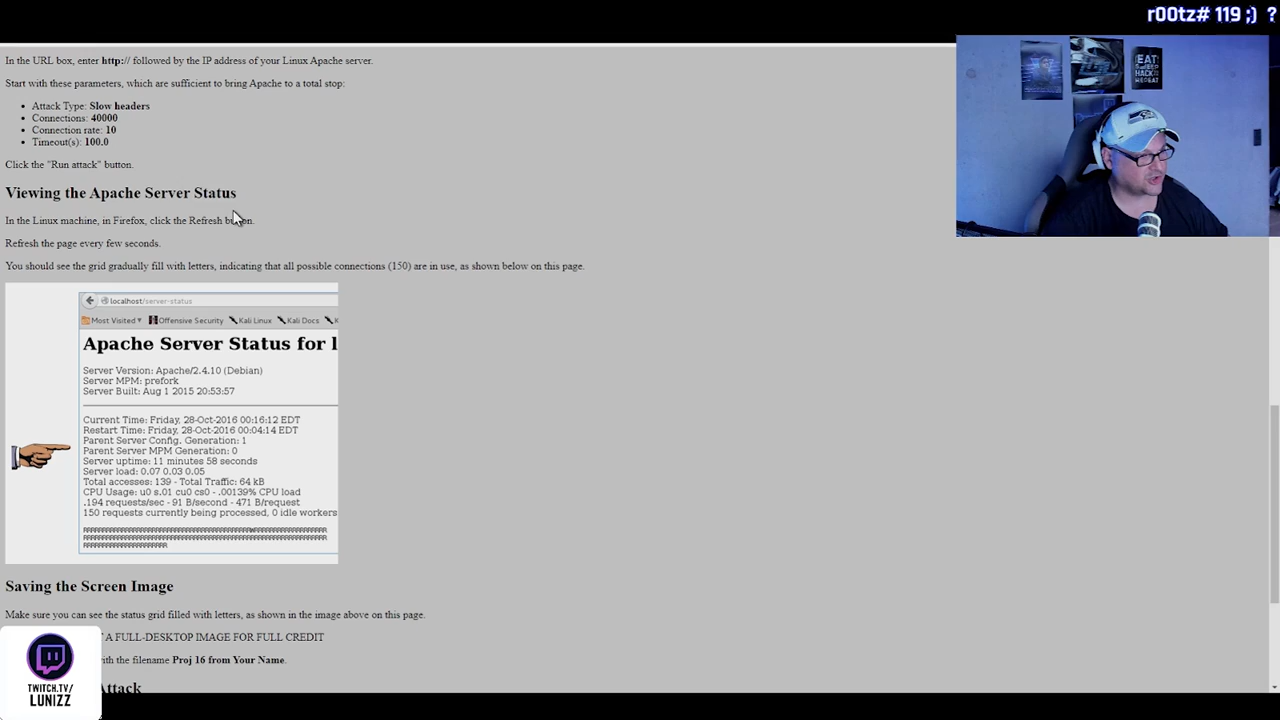 r00tz# 119 ;) ?
In the URL box, enter http:// followed by the IP address of your Linux Apache server.
Start with these parameters, which are sufficient to bring Apache to a total stop:
Attack Type: Slow headers
Connections: 40000
Connection rate: 10
Timeout(s): 100.0
Click the "Run attack" button.
Viewing the Apache Server Status
In the Linux machine, in Firefox, click the Refresh button.
Refresh the page every few seconds.
You should see the grid gradually fill with letters, indicating that all possible connections (150) are in use, as shown below on this page.
localhost/server-status
Most Visited Offensive Security Kali Linux Kali Docs K
Apache Server Status for l
Server Version: Apache/2.4.10 (Debian)
Server MPM: prefork
Server Built: Aug 1 2015 20:53:57
Current Time: Friday, 28-Oct-2016 00:16:12 EDT
Restart Time: Friday, 28-Oct-2016 00:04:14 EDT
Parent Server Config. Generation: 1
Parent Server MPM Generation: 0
Server uptime: 11 minutes 58 seconds
Server load: 0.07 0.03 0.05
Total accesses: 139 - Total Traffic: 64 kB
CPU Usage: u0 s.01 cu0 cs0 - .00139% CPU load
.194 requests/sec - 91 B/second - 471 B/request
150 requests currently being processed, 0 idle workers
Saving the Screen Image
Make sure you can see the status grid filled with letters, as shown in the image above on this page.
A FULL-DESKTOP IMAGE FOR FULL CREDIT
with the filename Proj 16 from Your Name.
Attack
TWITCH.TV/
LUNIZZ
EAT
SLEEP
HACK
REPEAT